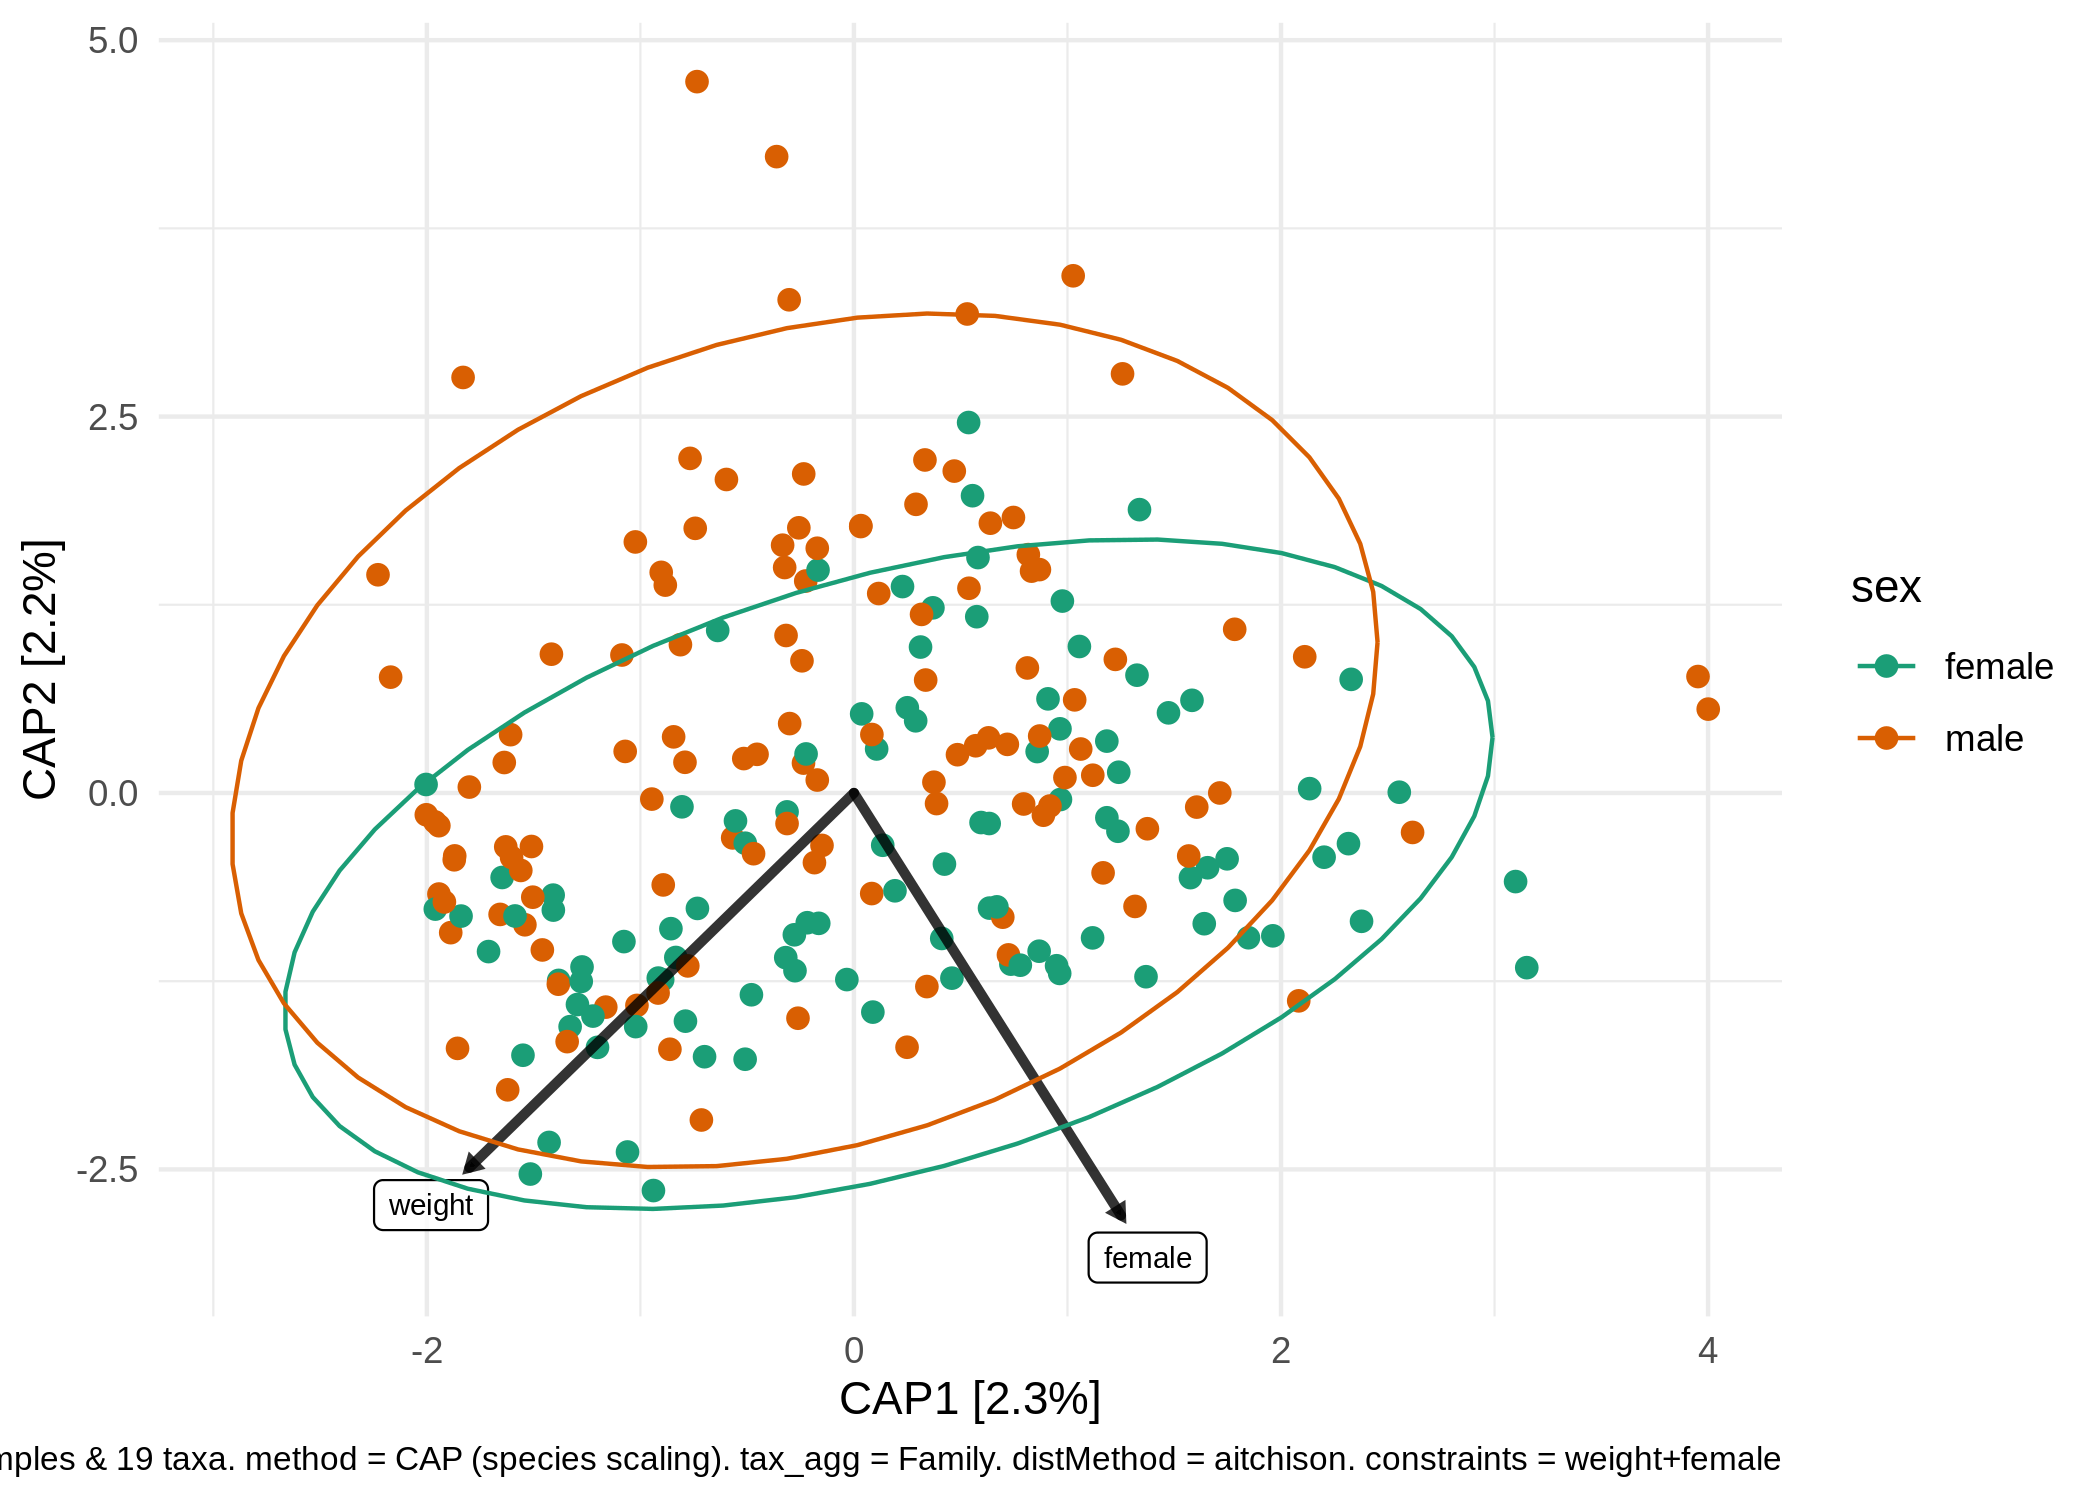 5.0
2.5
0.0
-2.5
CAP2 [2.2%]
weight
female
-2
0
2
4
CAP1 [2.3%]
sex
female
male
& 19 taxa. method = CAP (species scaling). tax_agg = Family. distMethod = aitchison. constraints = weight+female